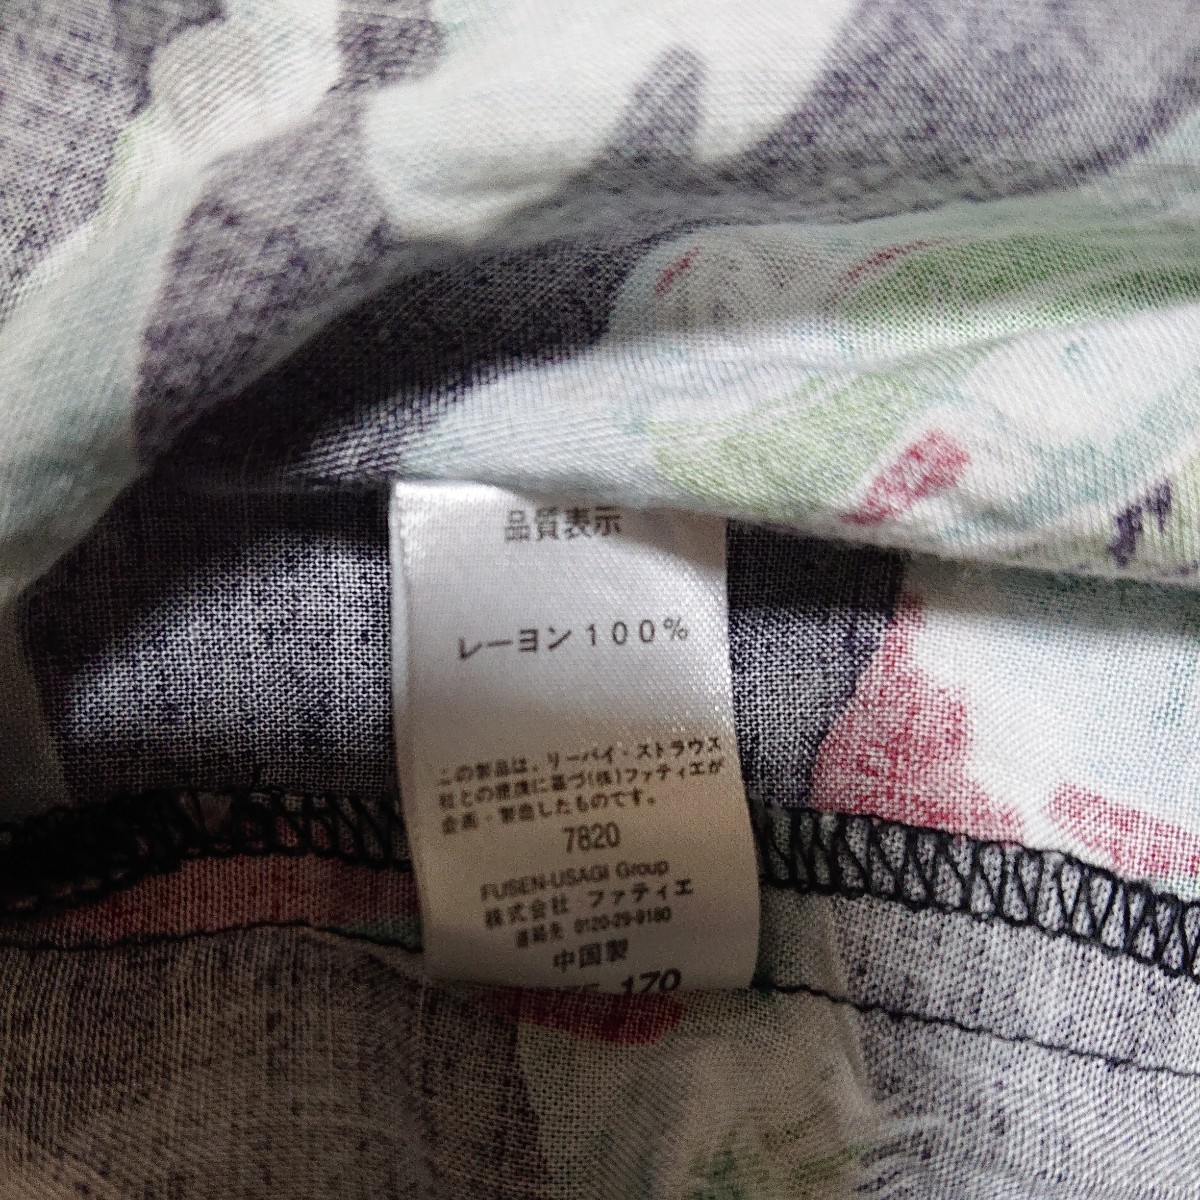 品質表示
レーヨン100%
この製品は、リーバイ・ストラウス
社との提携に基づ(株)ファティエが
企画・製造したものです。
7820
FUSEN-USAGI Group
株式会社 ファティエ
連絡先 0120-29-9180
中国製
170